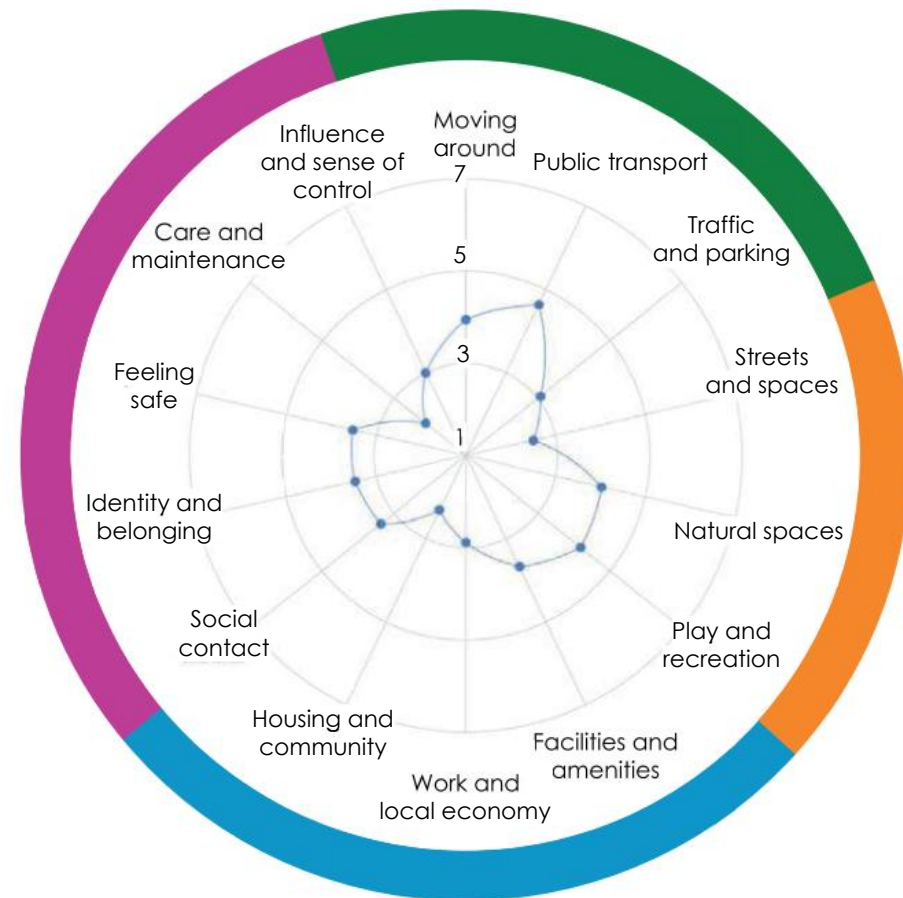 Moving
around
Public transport
Traffic
and parking
Streets
and spaces
Natural spaces
Play and
recreation
Facilities and
amenities
Work and
local economy
Housing and
community
Social
contact
Identity and
belonging
Feeling
safe
Care and
maintenance
Influence
and sense of
control
7
5
3
1